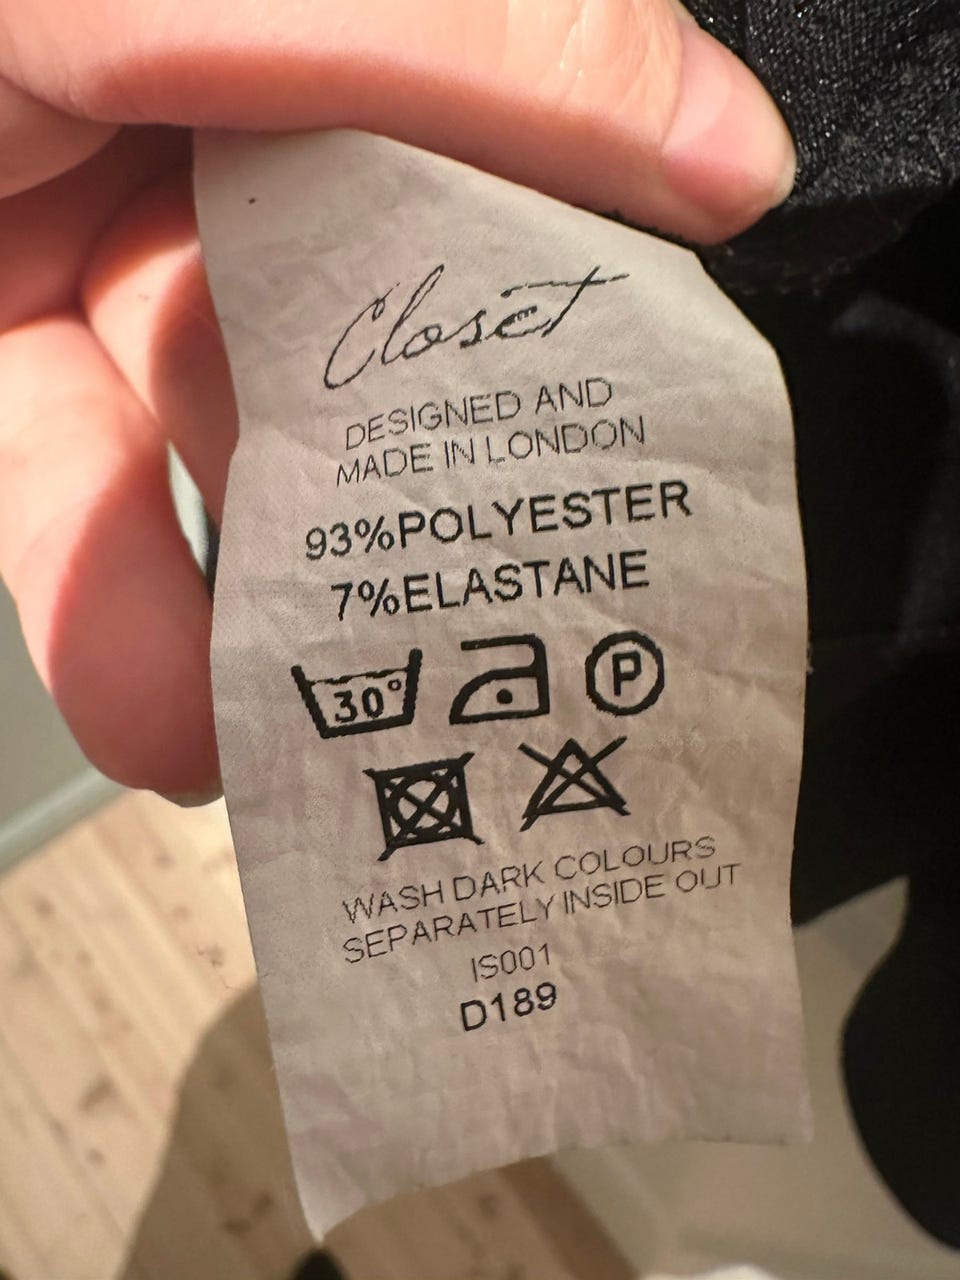 Closet
DESIGNED AND
MADE IN LONDON
93%POLYESTER
7%ELASTANE
30°
P
WASH DARK COLOURS
SEPARATELY INSIDE OUT
IS001
D189